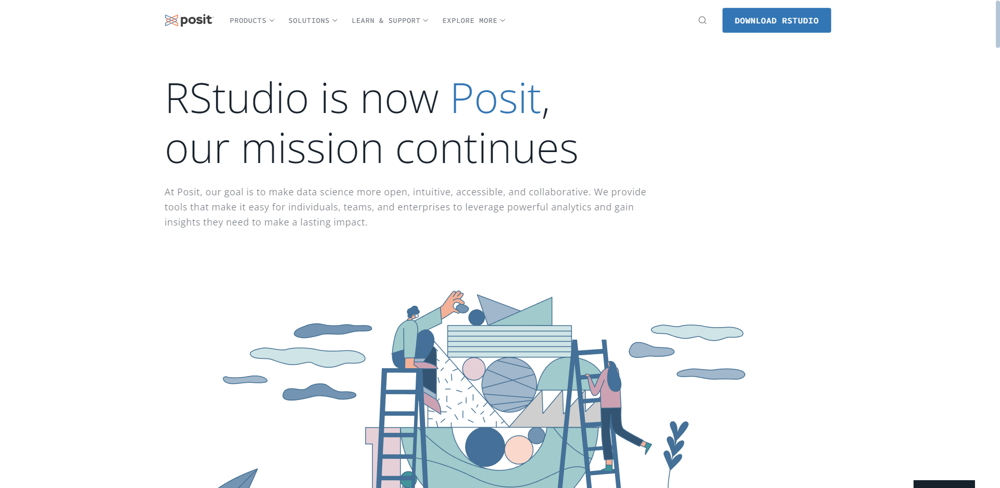 posit
PRODUCTS
SOLUTIONS
LEARN & SUPPORT
EXPLORE MORE
DOWNLOAD RSTUDIO
RStudio is now Posit,
our mission continues
At Posit, our goal is to make data science more open, intuitive, accessible, and collaborative. We provide
tools that make it easy for individuals, teams, and enterprises to leverage powerful analytics and gain
insights they need to make a lasting impact.